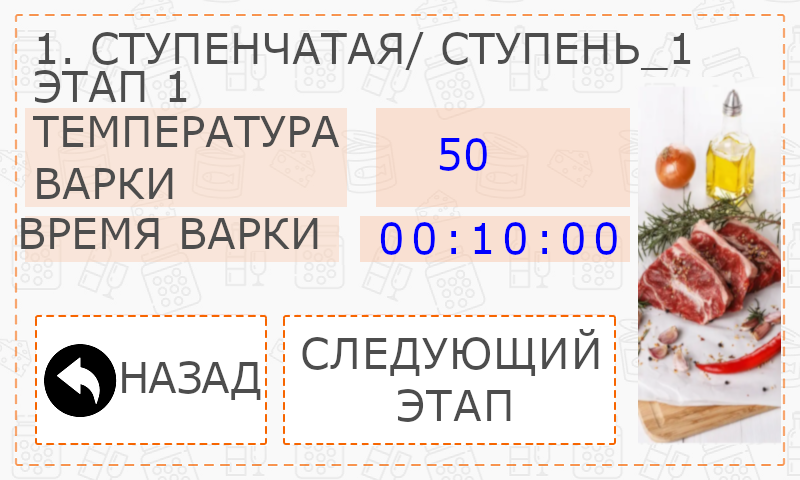 1. СТУПЕНЧАТАЯ/ СТУПЕНЬ_1
ЭТАП 1
ТЕМПЕРАТУРА
ВАРКИ
50
ВРЕМЯ ВАРКИ
00:10:00
НАЗАД
СЛЕДУЮЩИЙ
ЭТАП